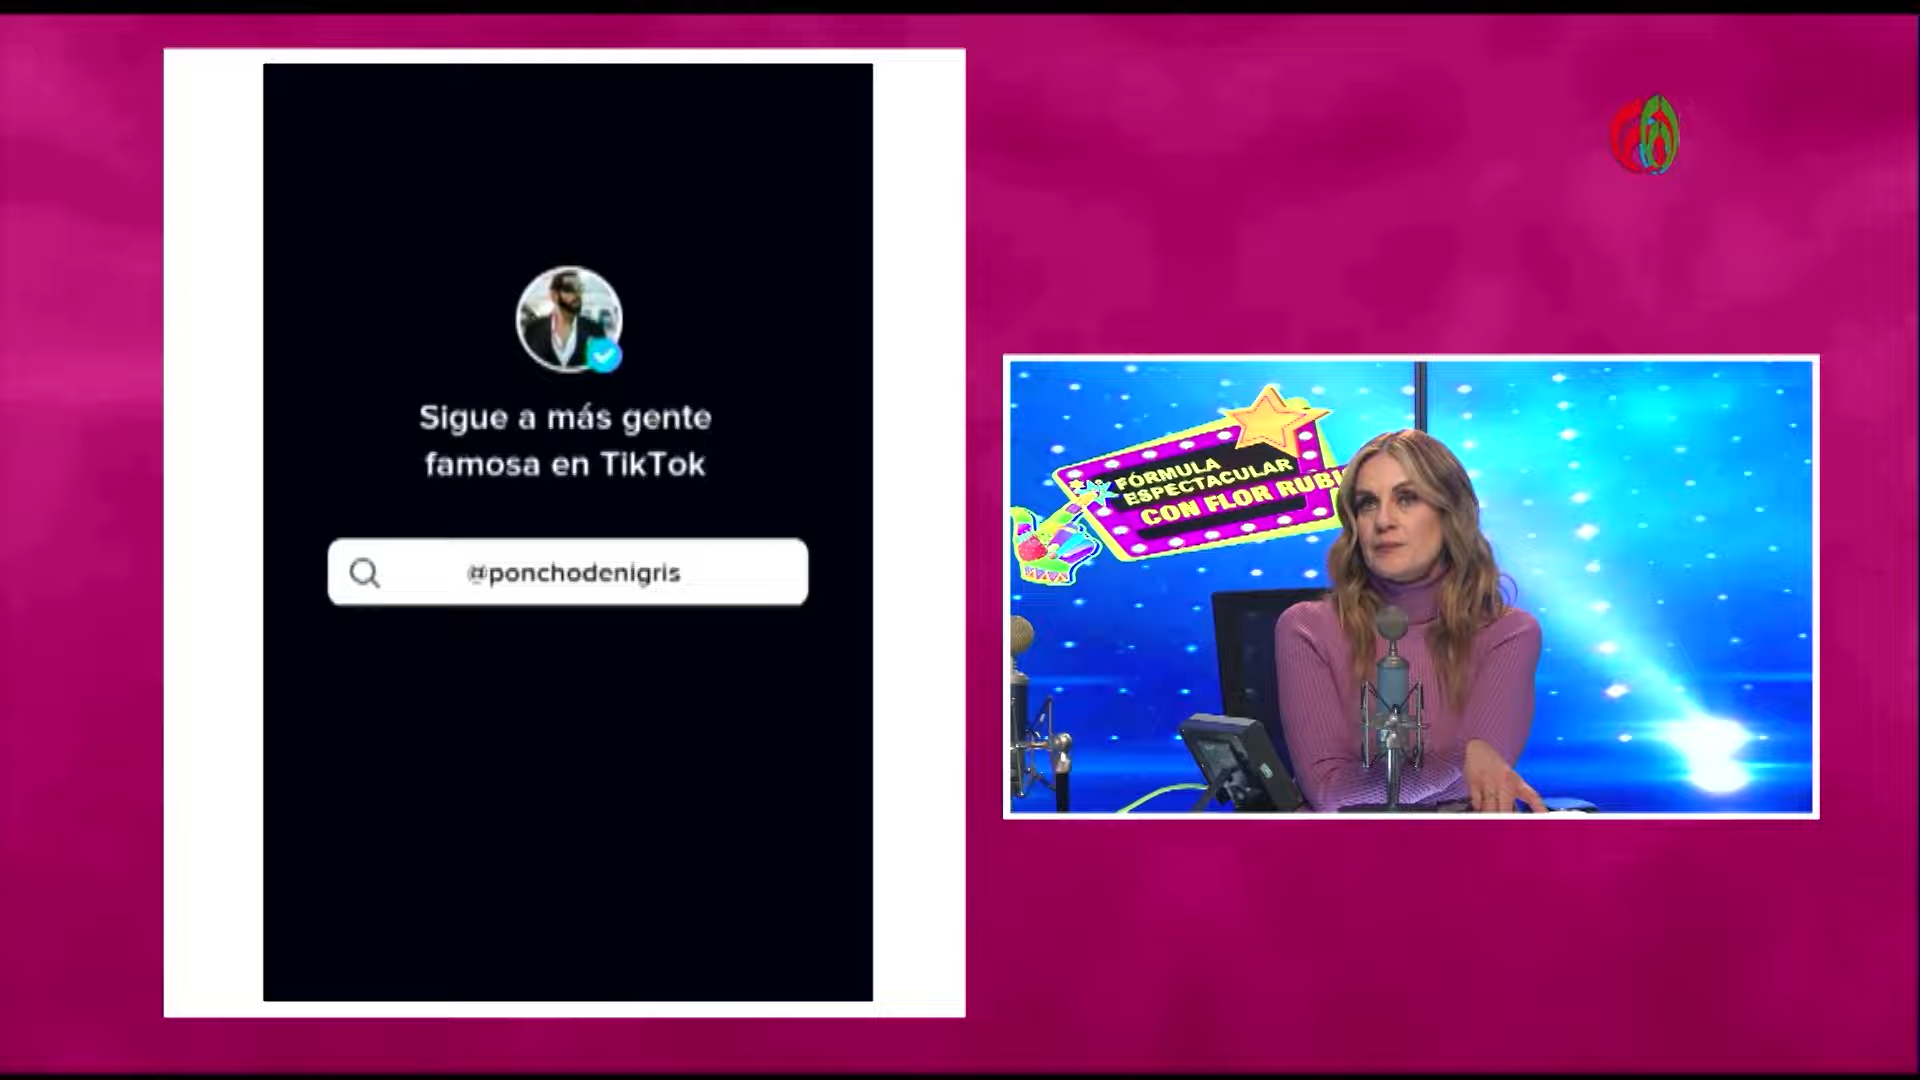 Sigue a más gente
famosa en TikTok
@ponchodenigris
FÓRMULA
ESPECTACULAR
CON FLOR RUBI